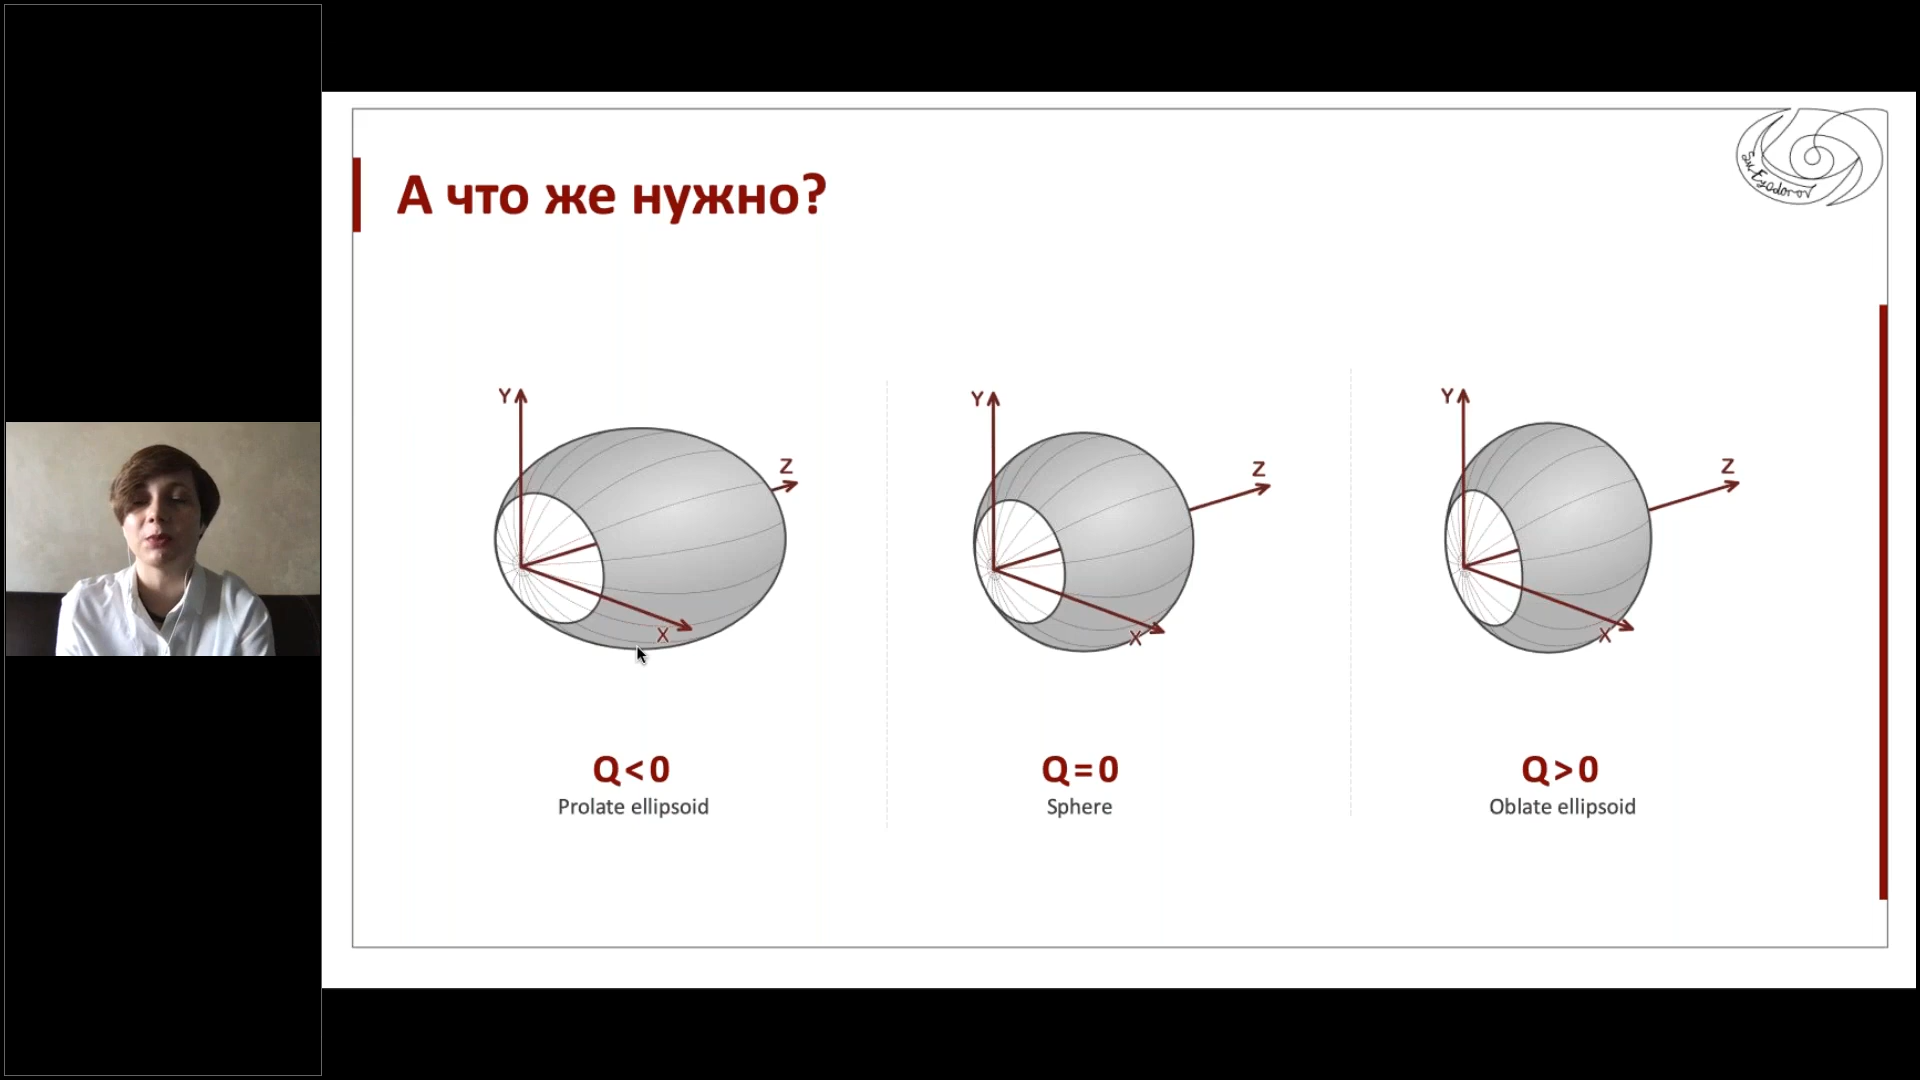 А что же нужно?
Y
Z
X
Y
Z
X
Y
Z
X
Q<0
Prolate ellipsoid
Q=0
Sphere
Q>0
Oblate ellipsoid